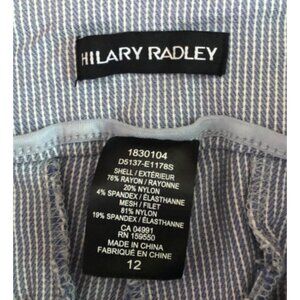 HILARY RADLEY
1830104
D5137-E1178S
SHELL / EXTÉRIEUR
76% RAYON / RAYONNE
20% NYLON
4% SPANDEX / ÉLASTHANNE
MESH / FILET
81% NYLON
19% SPANDEX / ÉLASTHANNE
CA 04991
RN 159550
MADE IN CHINA
FABRIQUÉ EN CHINE
12